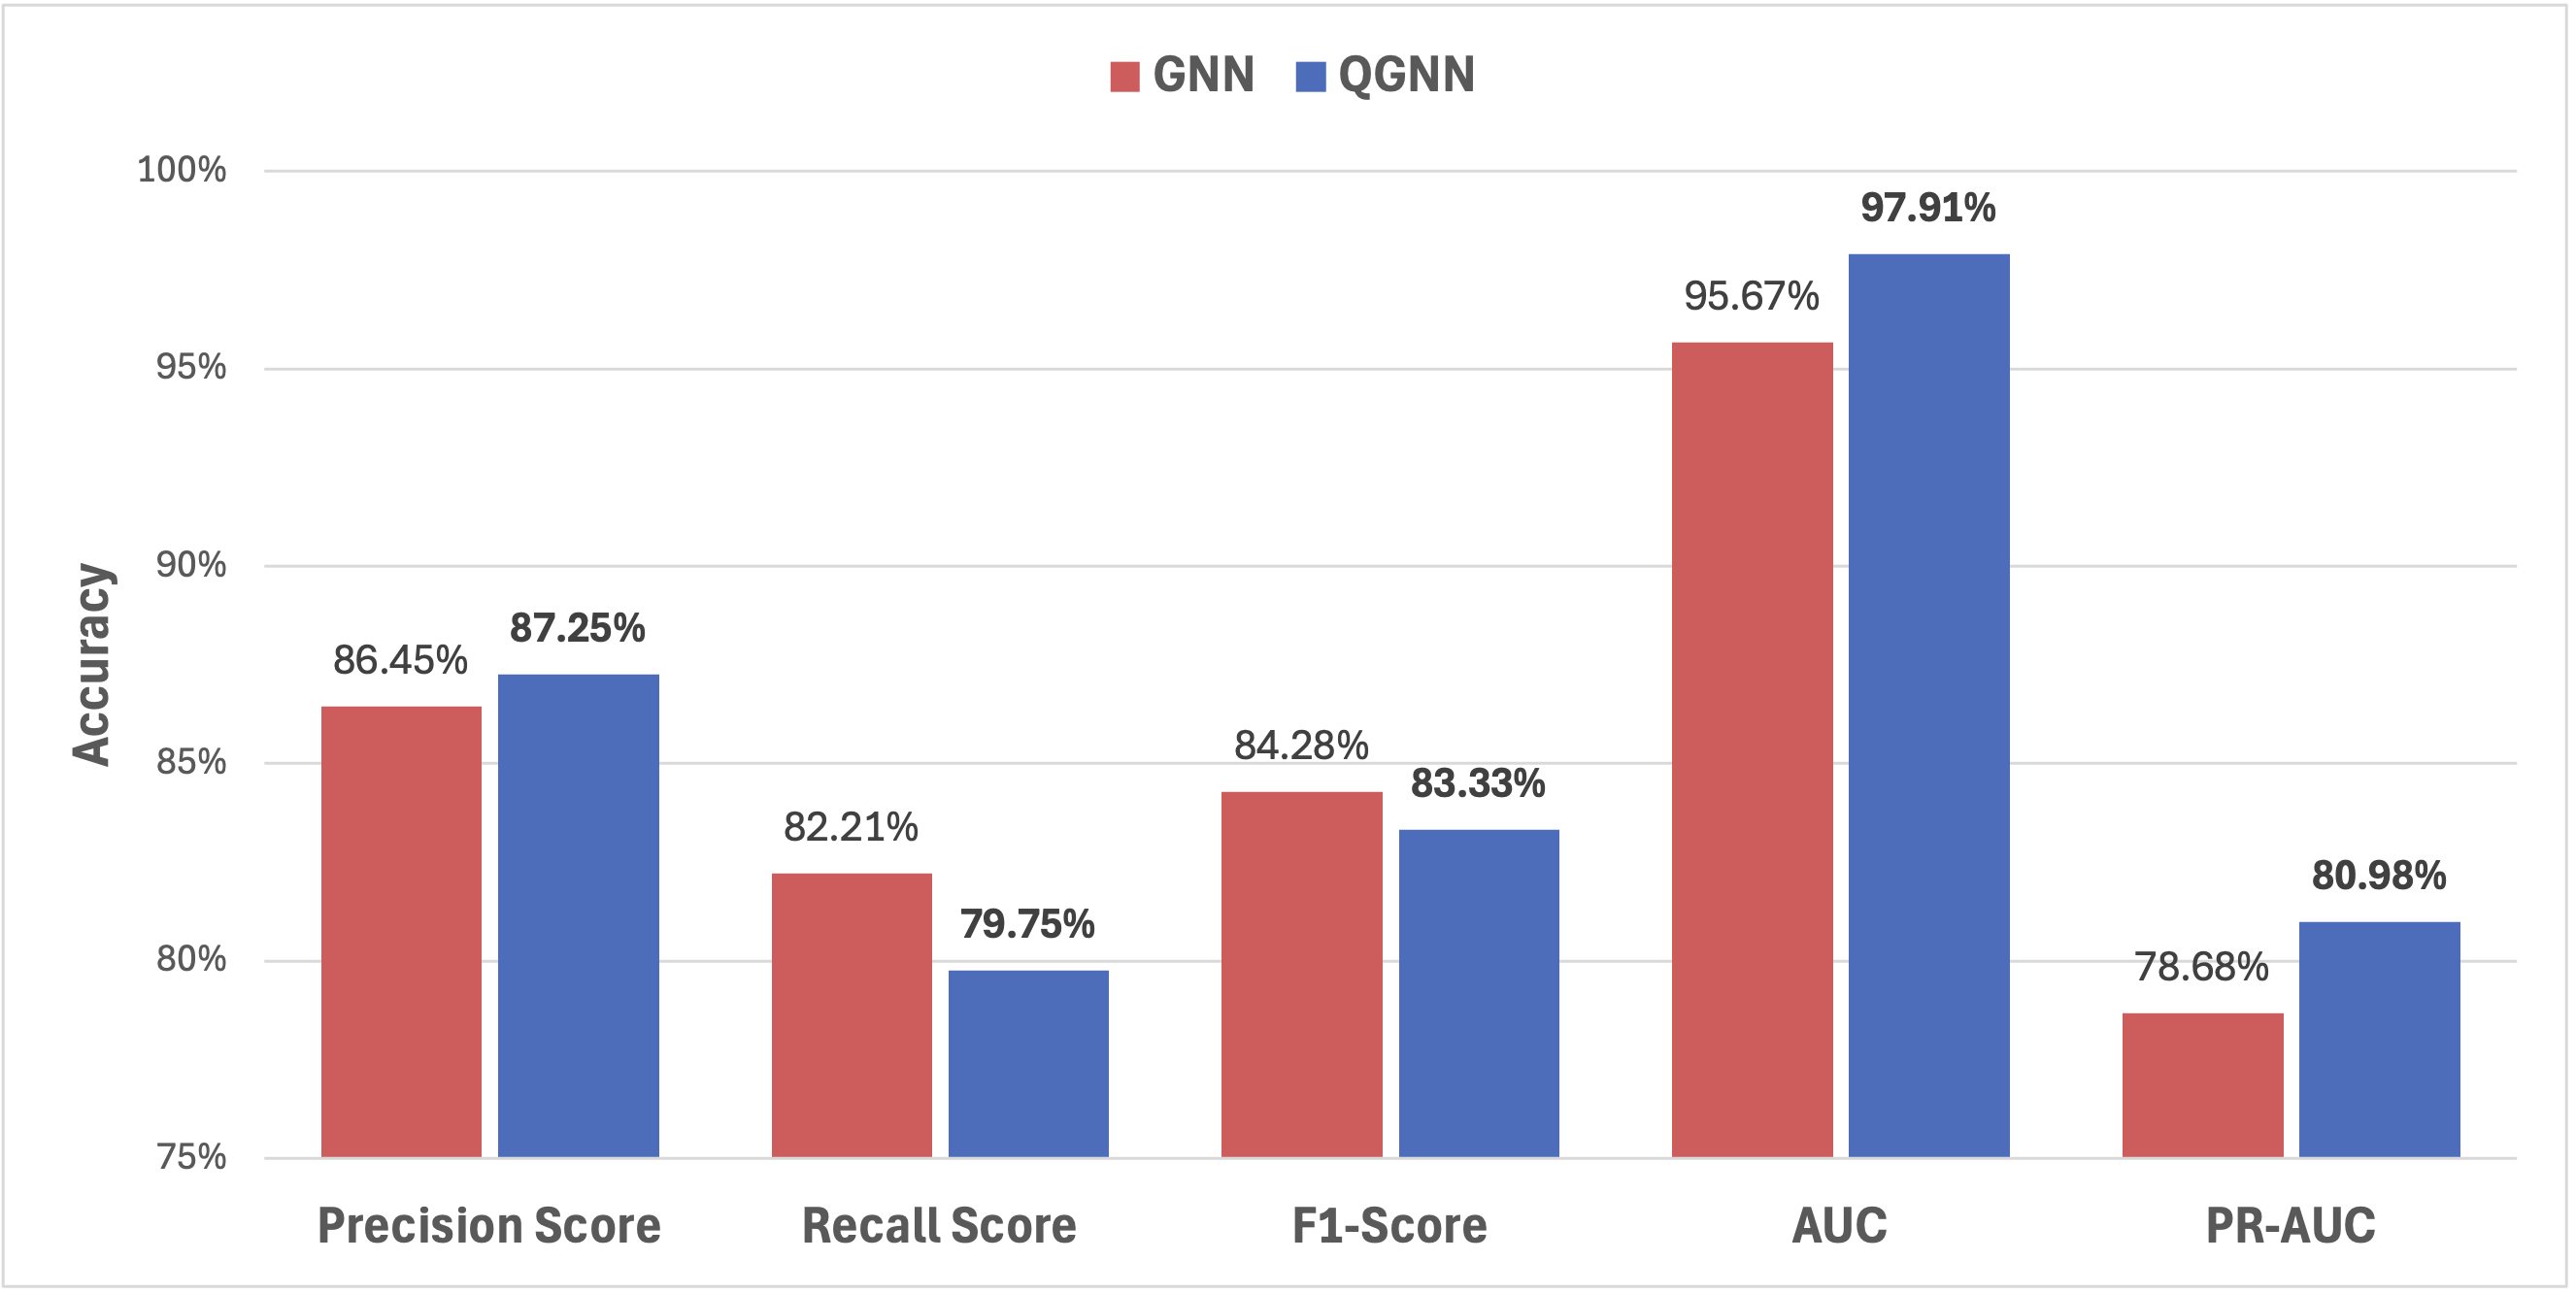 GNN QGNN
100%
95%
90%
85%
80%
75%
Accuracy
86.45%
87.25%
82.21%
79.75%
84.28%
83.33%
95.67%
97.91%
78.68%
80.98%
Precision Score
Recall Score
F1-Score
AUC
PR-AUC